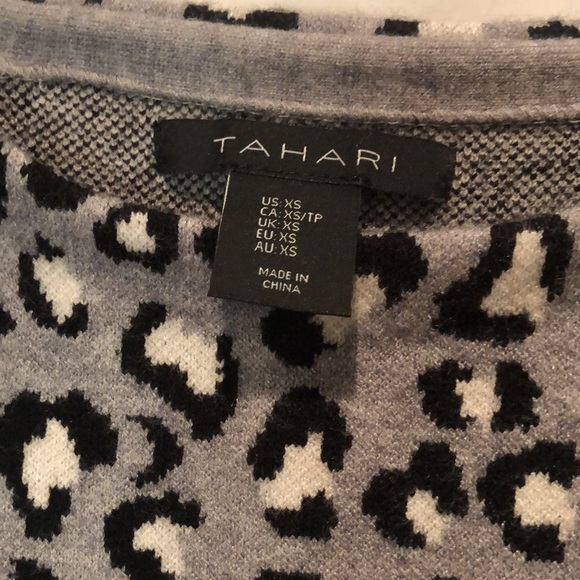 TAHARI
US: XS
CA: XS/TP
UK: XS
EU: XS
AU: XS
MADE IN
CHINA